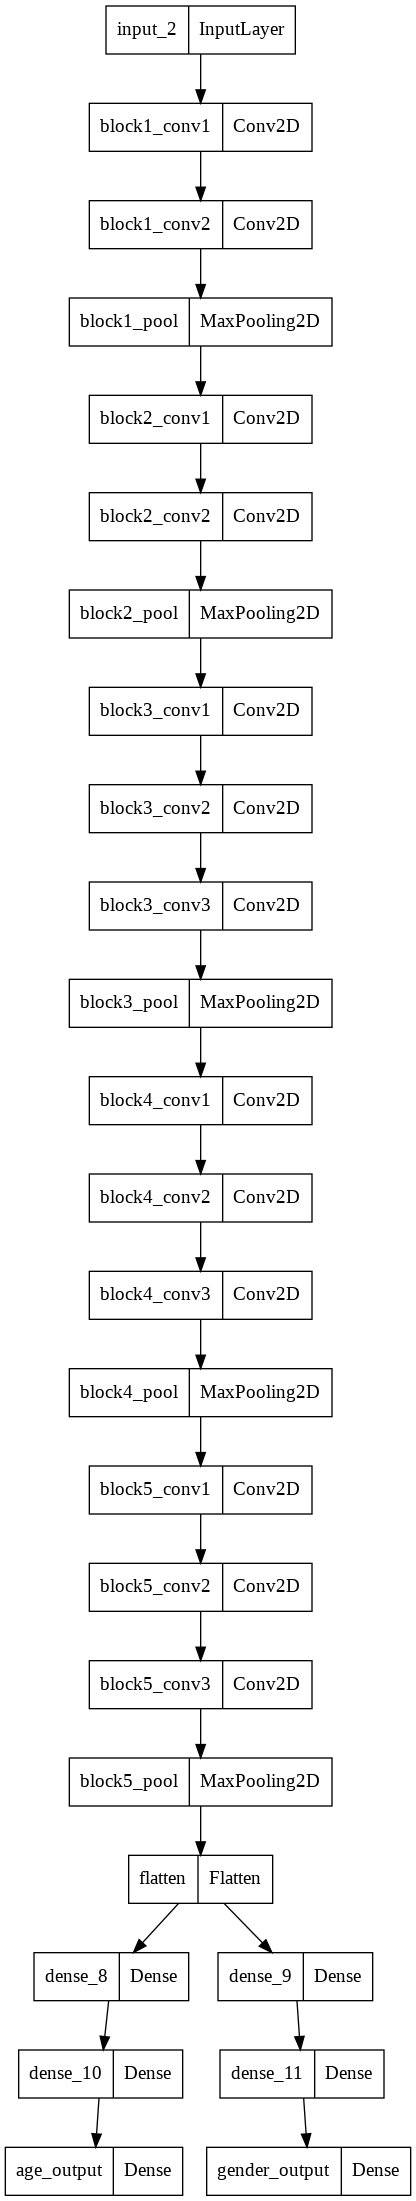 input_2 InputLayer
block1_conv1 Conv2D
block1_conv2 Conv2D
block1_pool MaxPooling2D
block2_conv1 Conv2D
block2_conv2 Conv2D
block2_pool MaxPooling2D
block3_conv1 Conv2D
block3_conv2 Conv2D
block3_conv3 Conv2D
block3_pool MaxPooling2D
block4_conv1 Conv2D
block4_conv2 Conv2D
block4_conv3 Conv2D
block4_pool MaxPooling2D
block5_conv1 Conv2D
block5_conv2 Conv2D
block5_conv3 Conv2D
block5_pool MaxPooling2D
flatten Flatten
dense_8 Dense dense_9 Dense
dense_10 Dense dense_11 Dense
age_output Dense gender_output Dense